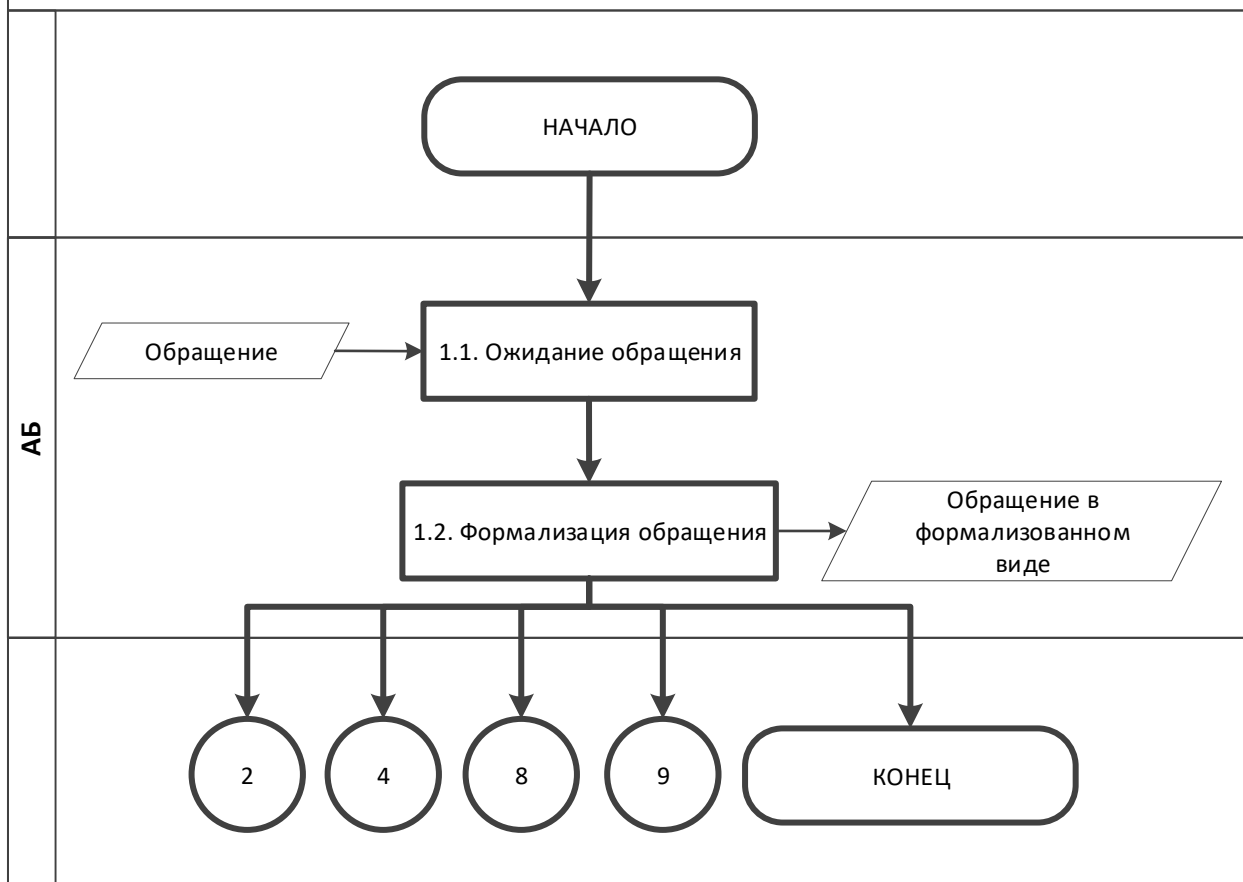 НАЧАЛО
Обращение
1.1. Ожидание обращения
АБ
1.2. Формализация обращения
Обращение в
формализованном
виде
2
4
8
9
КОНЕЦ